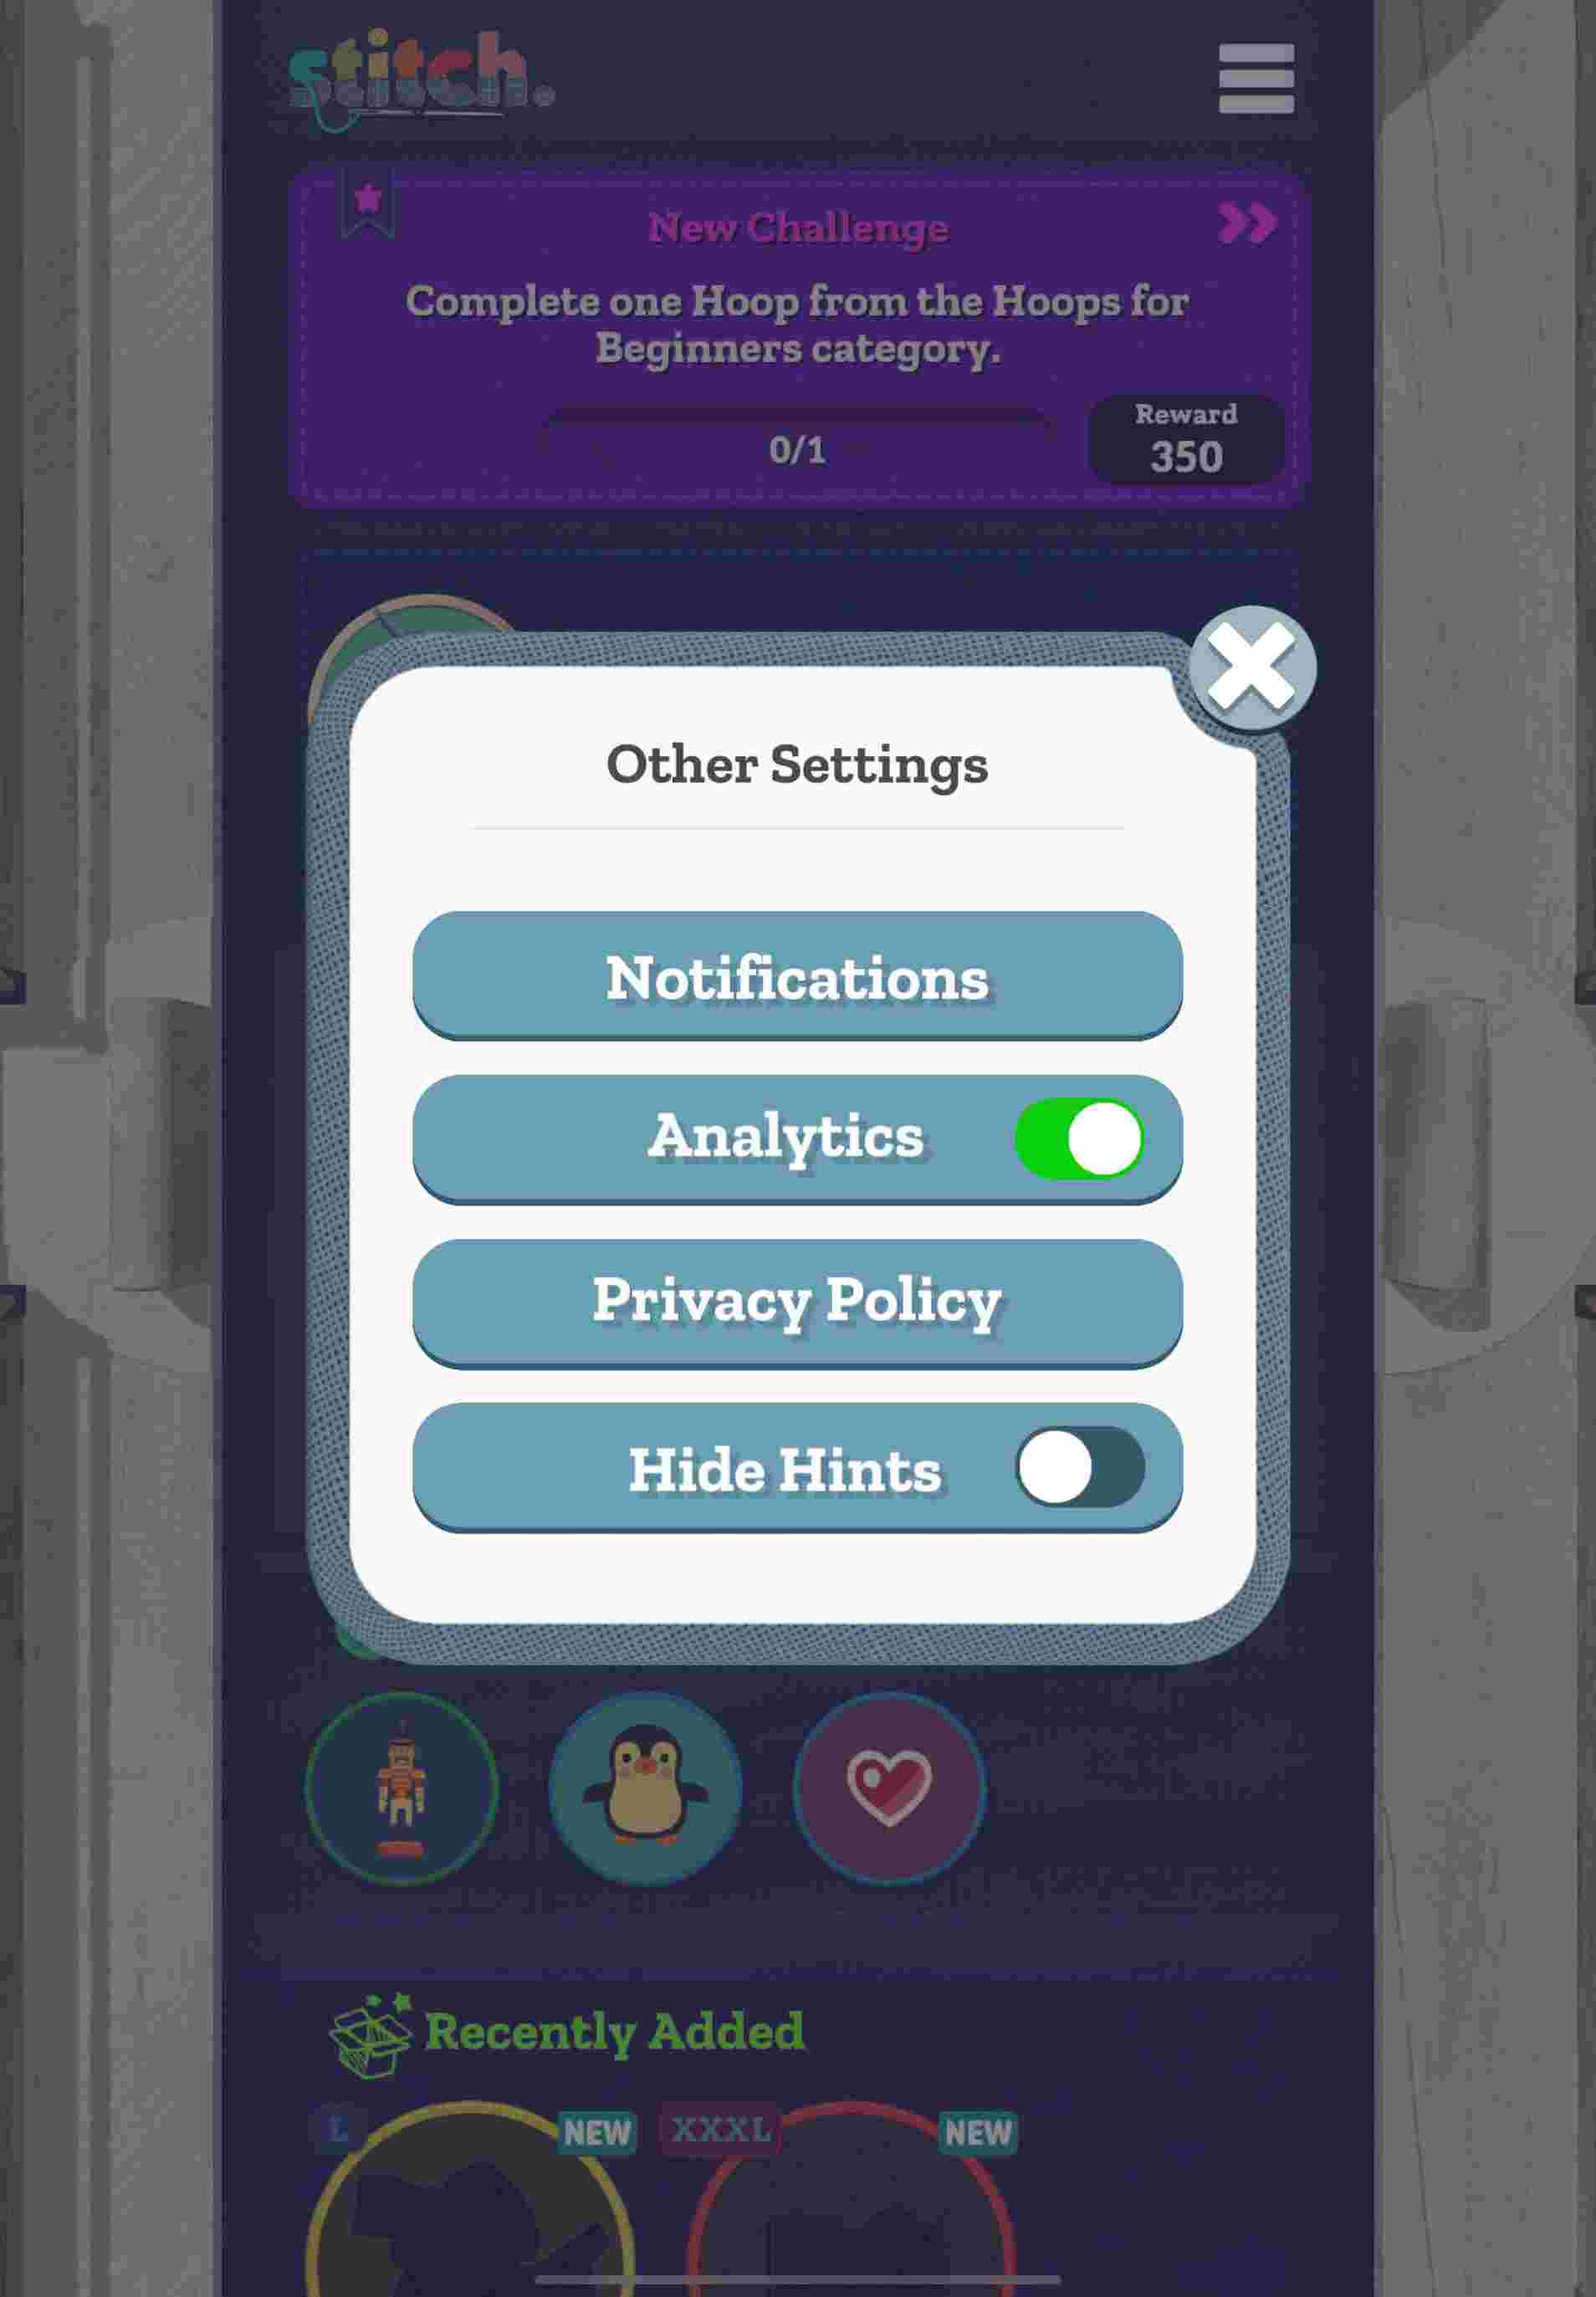 stitch.
New Challenge
Complete one Hoop from the Hoops for
Beginners category.
0/1
Reward
350
Other Settings
Notifications
Analytics
Privacy Policy
Hide Hints
Recently Added
L
NEW
XXXL
NEW